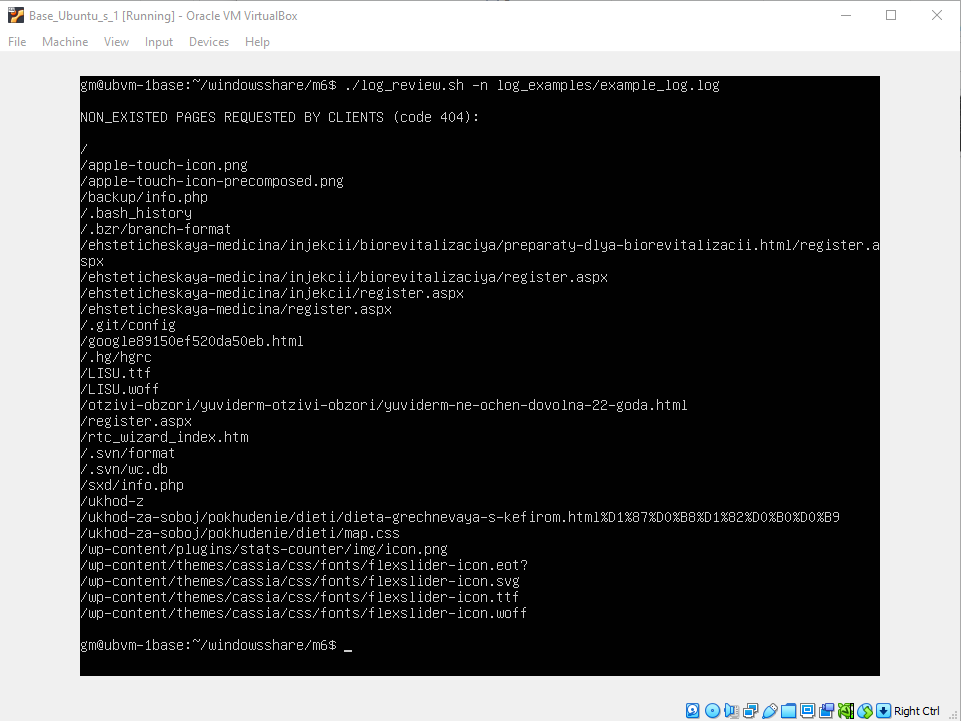 Base_Ubuntu_s_1 [Running] - Oracle VM VirtualBox
File Machine View Input Devices Help
gm@ubvm-1base:~/windowsshare/m6$ ./log_review.sh -n log_examples/example_log.log
NON_EXISTED PAGES REQUESTED BY CLIENTS (code 404):
/
/apple-touch-icon.png
/apple-touch-icon-precomposed.png
/backup/info.php
/.bash_history
/.bzr/branch-format
/ehsteticheskaya-medicina/injekcii/biorevitalizaciya/preparaty-dlya-biorevitalizacii.html/register.a
spx
/ehsteticheskaya-medicina/injekcii/biorevitalizaciya/register.aspx
/ehsteticheskaya-medicina/injekcii/register.aspx
/ehsteticheskaya-medicina/register.aspx
/.git/config
/google89150ef520da50eb.html
/.hg/hgrc
/LISU.ttf
/LISU.woff
/otzivi-obzori/yuviderm-otzivi-obzori/yuviderm-ne-ochen-dovolna-22-goda.html
/register.aspx
/rtc_wizard_index.htm
/.svn/format
/.svn/wc.db
/sxd/info.php
/ukhod-z
/ukhod-za-soboj/pokhudenie/dieti/dieta-grechnevaya-s-kefirom.html%D1%87%D0%B8%D1%82%D0%B0%D0%B9
/ukhod-za-soboj/pokhudenie/dieti/map.css
/wp-content/plugins/stats-counter/img/icon.png
/wp-content/themes/cassia/css/fonts/flexslider-icon.eot?
/wp-content/themes/cassia/css/fonts/flexslider-icon.svg
/wp-content/themes/cassia/css/fonts/flexslider-icon.ttf
/wp-content/themes/cassia/css/fonts/flexslider-icon.woff
gm@ubvm-1base:~/windowsshare/m6$ _
Right Ctrl